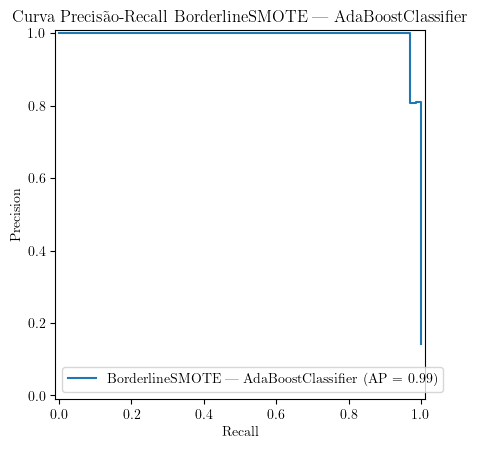 Curva Precisão-Recall BorderlineSMOTE — AdaBoostClassifier
1.0
0.8
0.6
0.4
0.2
0.0
Precision
BorderlineSMOTE — AdaBoostClassifier (AP = 0.99)
0.0 0.2 0.4 0.6 0.8 1.0
Recall